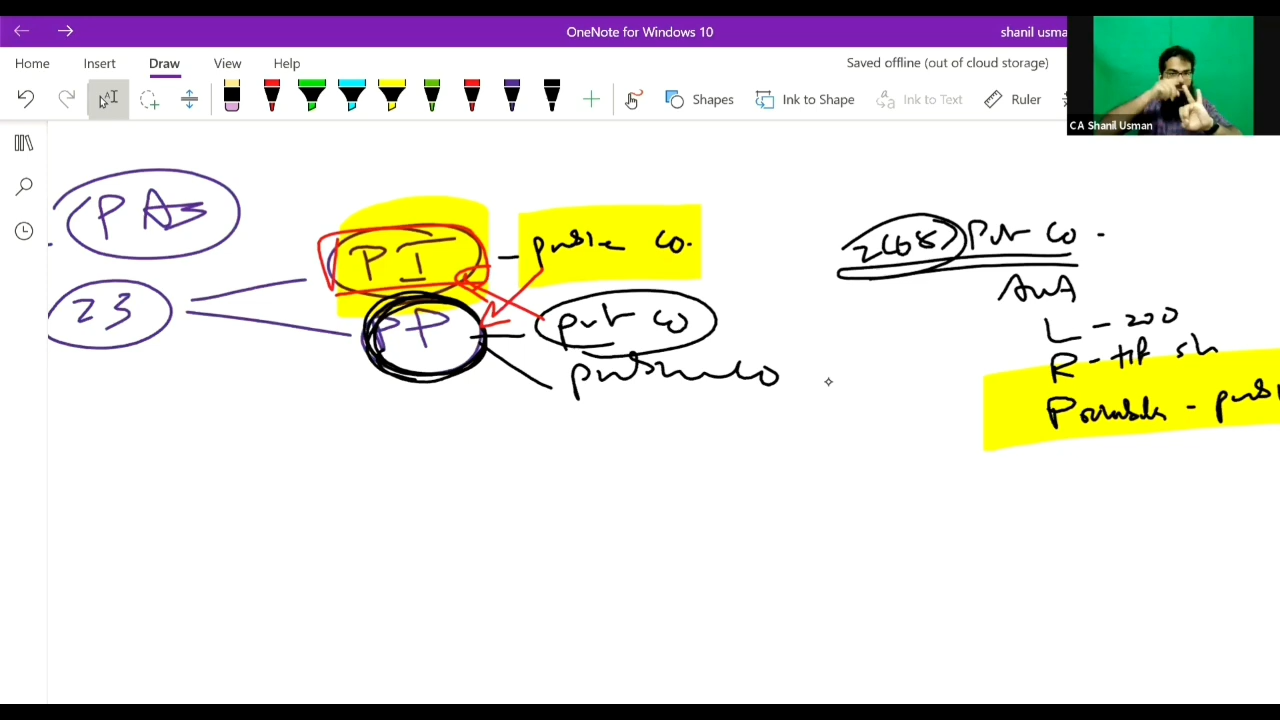 OneNote for Windows 10
shanil usma
Home Insert Draw View Help
Saved offline (out of cloud storage)
Shapes
Ink to Shape
Ink to Text
Ruler
CA Shanil Usman
PAS
23
PI - public co.
PP
pvt co
2(68) Pvt co -
AoA
L - 200
R - tfr sh